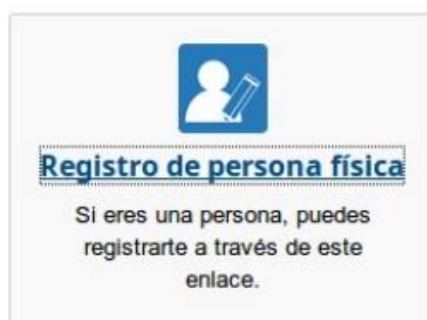 Registro de persona física
Si eres una persona, puedes
registrarte a través de este
enlace.